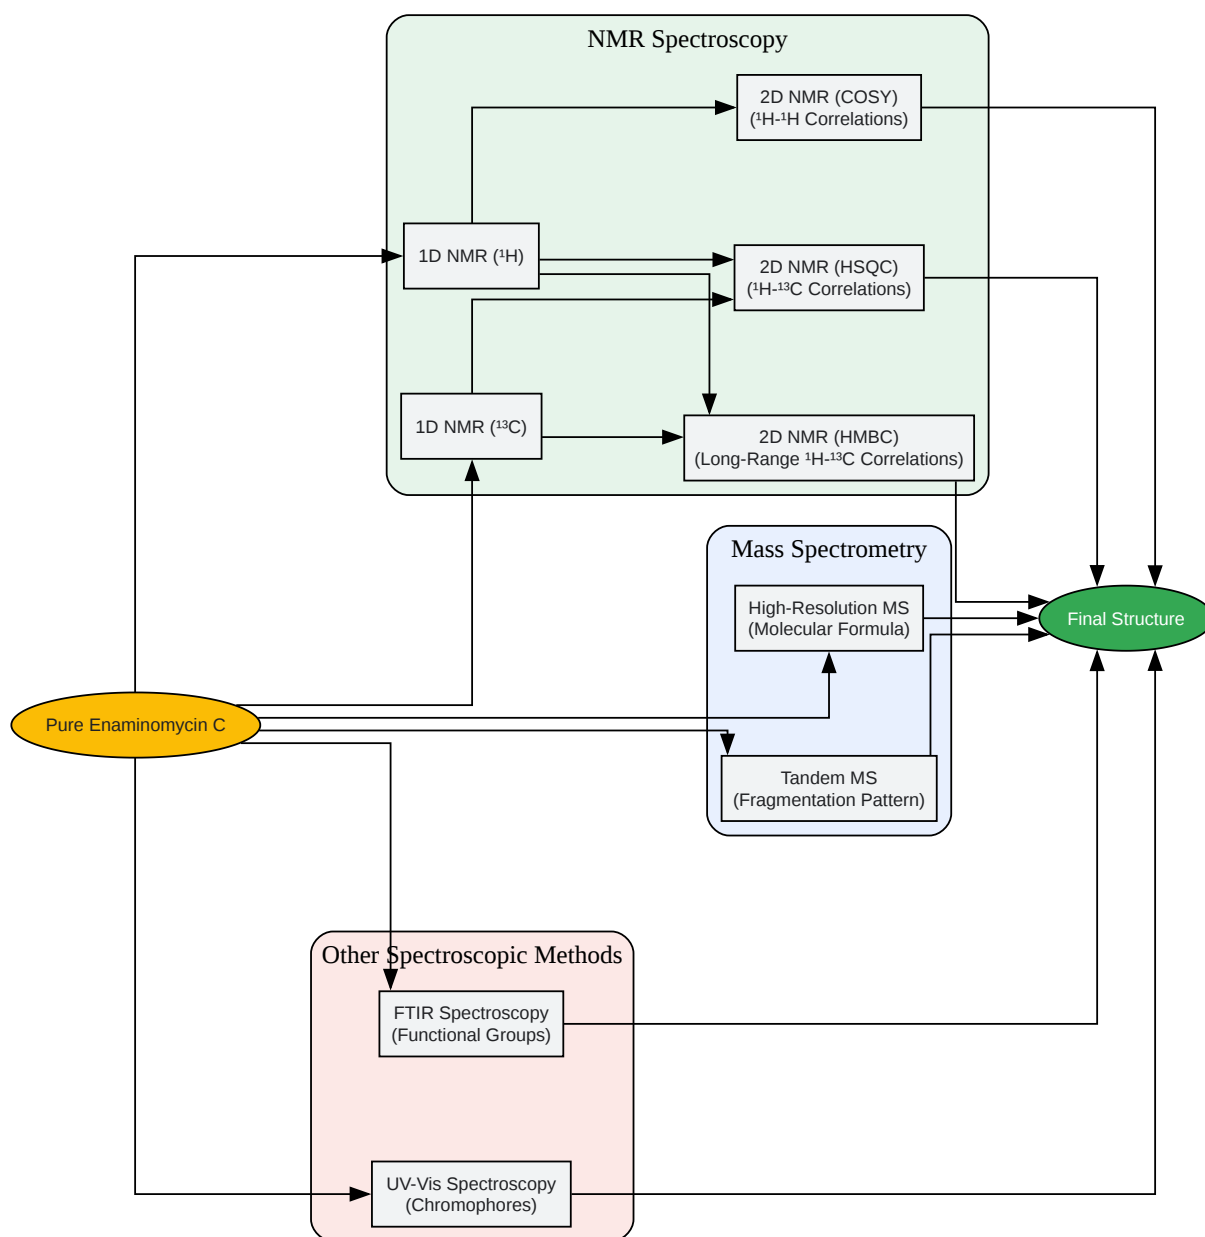 NMR Spectroscopy
2D NMR (COSY)
(¹H-¹H Correlations)
1D NMR (¹H)
2D NMR (HSQC)
(¹H-¹³C Correlations)
1D NMR (¹³C)
2D NMR (HMBC)
(Long-Range ¹H-¹³C Correlations)
Mass Spectrometry
High-Resolution MS
(Molecular Formula)
Final Structure
Pure Enaminomycin C
Tandem MS
(Fragmentation Pattern)
Other Spectroscopic Methods
FTIR Spectroscopy
(Functional Groups)
UV-Vis Spectroscopy
(Chromophores)